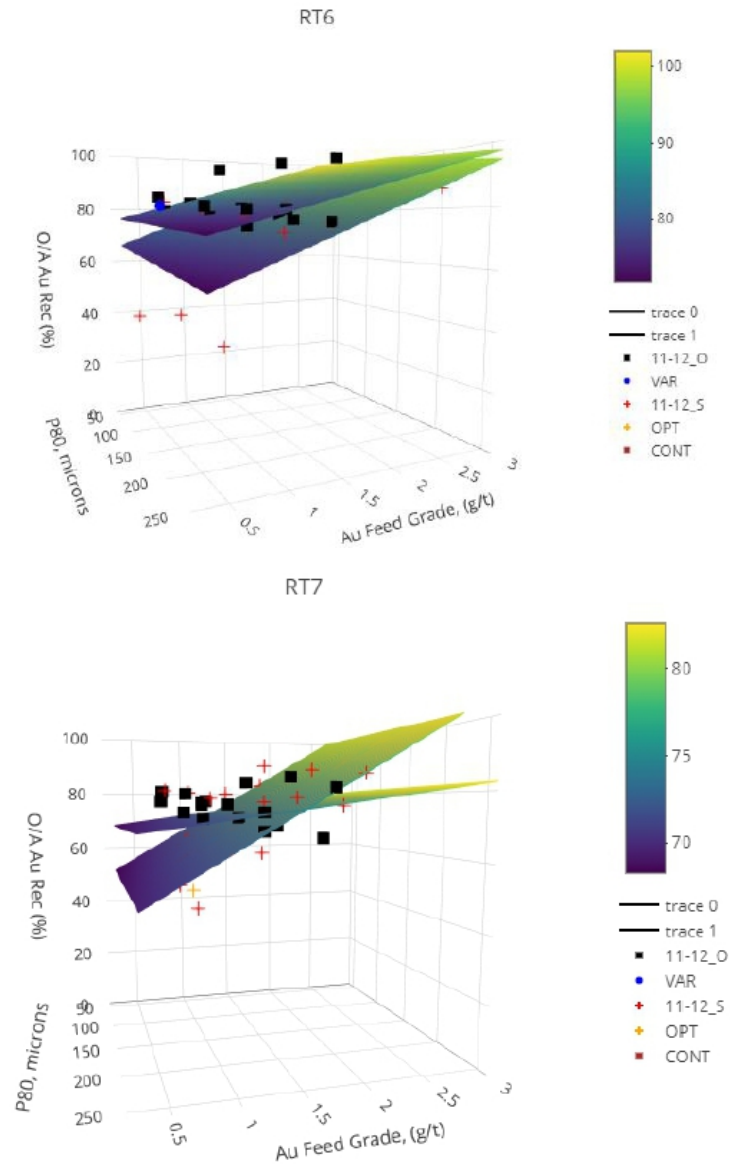 RT6
100
80
60
40
20
0
O/A Au Rec (%)
50
100
150
200
250
P80, microns
0.5
1
1.5
2
2.5
3
Au Feed Grade, (g/t)
100
90
80
trace 0
trace 1
11-12_O
VAR
11-12_S
OPT
CONT
RT7
100
80
60
40
20
0
O/A Au Rec (%)
50
100
150
200
250
P80, microns
0.5
1
1.5
2
2.5
3
Au Feed Grade, (g/t)
80
75
70
trace 0
trace 1
11-12_O
VAR
11-12_S
OPT
CONT